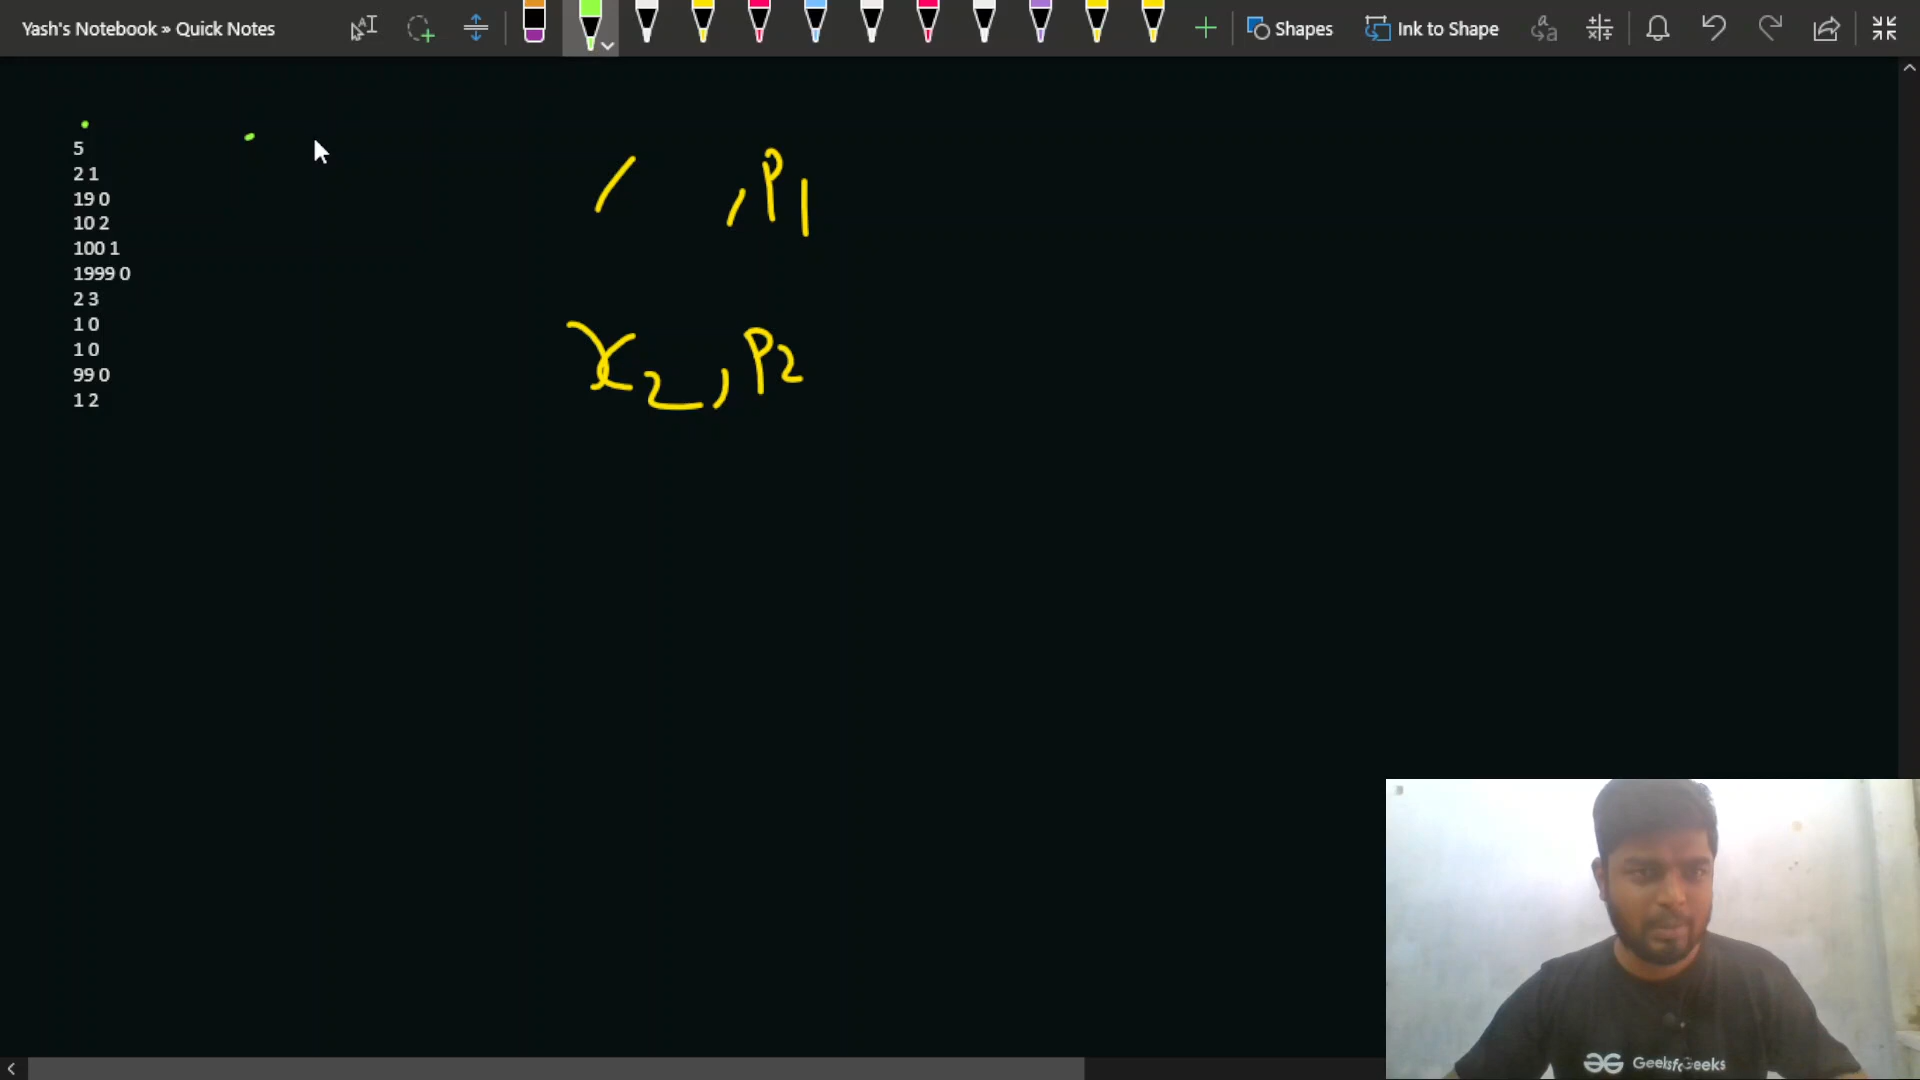 Yash's Notebook » Quick Notes
Shapes
Ink to Shape
5
2 1
19 0
10 2
100 1
1999 0
2 3
1 0
1 0
99 0
1 2
, P1
x2, P2
GeeksforGeeks